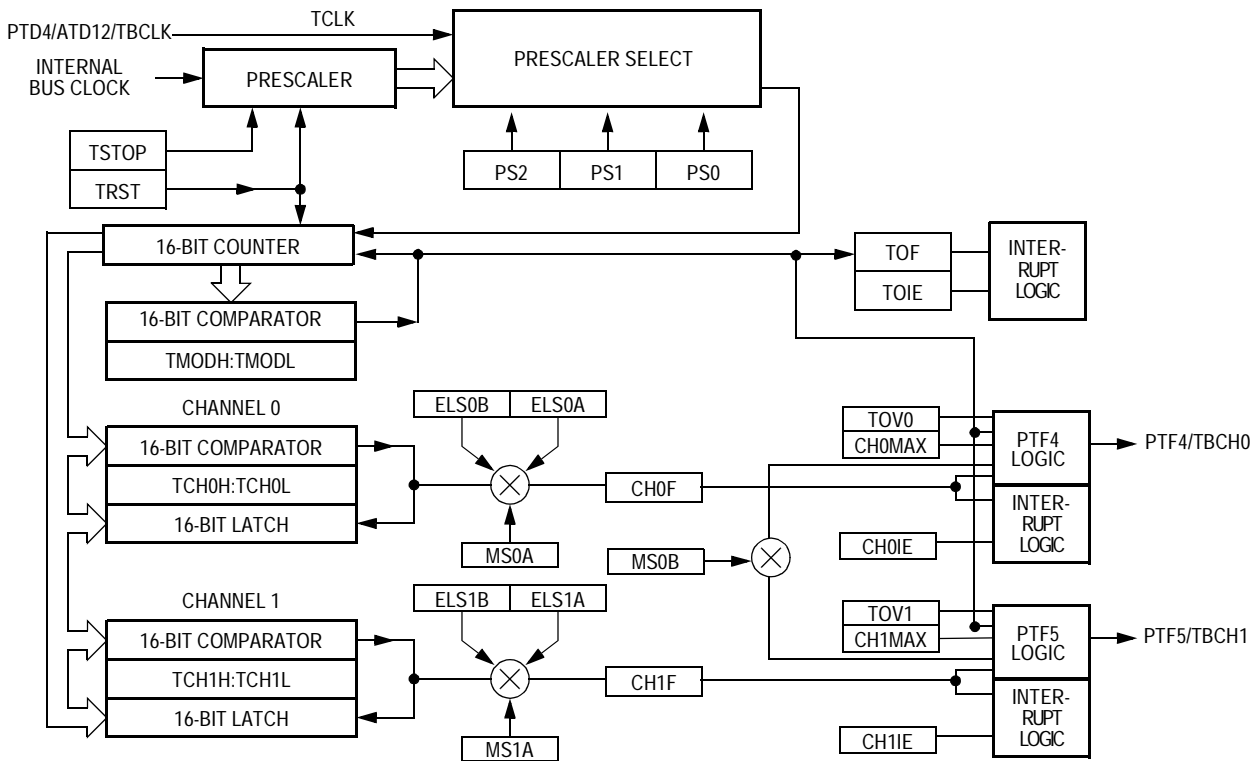 TCLK
PTD4/ATD12/TBCLK
INTERNAL
BUS CLOCK
PRESCALER
PRESCALER SELECT
TSTOP
TRST
PS2
PS1
PS0
16-BIT COUNTER
TOF
TOIE
INTER-
RUPT
LOGIC
16-BIT COMPARATOR
TMODH:TMODL
CHANNEL 0
ELS0B
ELS0A
16-BIT COMPARATOR
TCH0H:TCH0L
16-BIT LATCH
MS0A
CH0F
TOV0
CH0MAX
PTF4
LOGIC
PTF4/TBCH0
INTER-
RUPT
LOGIC
CH0IE
MS0B
CHANNEL 1
ELS1B
ELS1A
16-BIT COMPARATOR
TCH1H:TCH1L
16-BIT LATCH
MS1A
CH1F
TOV1
CH1MAX
PTF5
LOGIC
PTF5/TBCH1
INTER-
RUPT
LOGIC
CH1IE